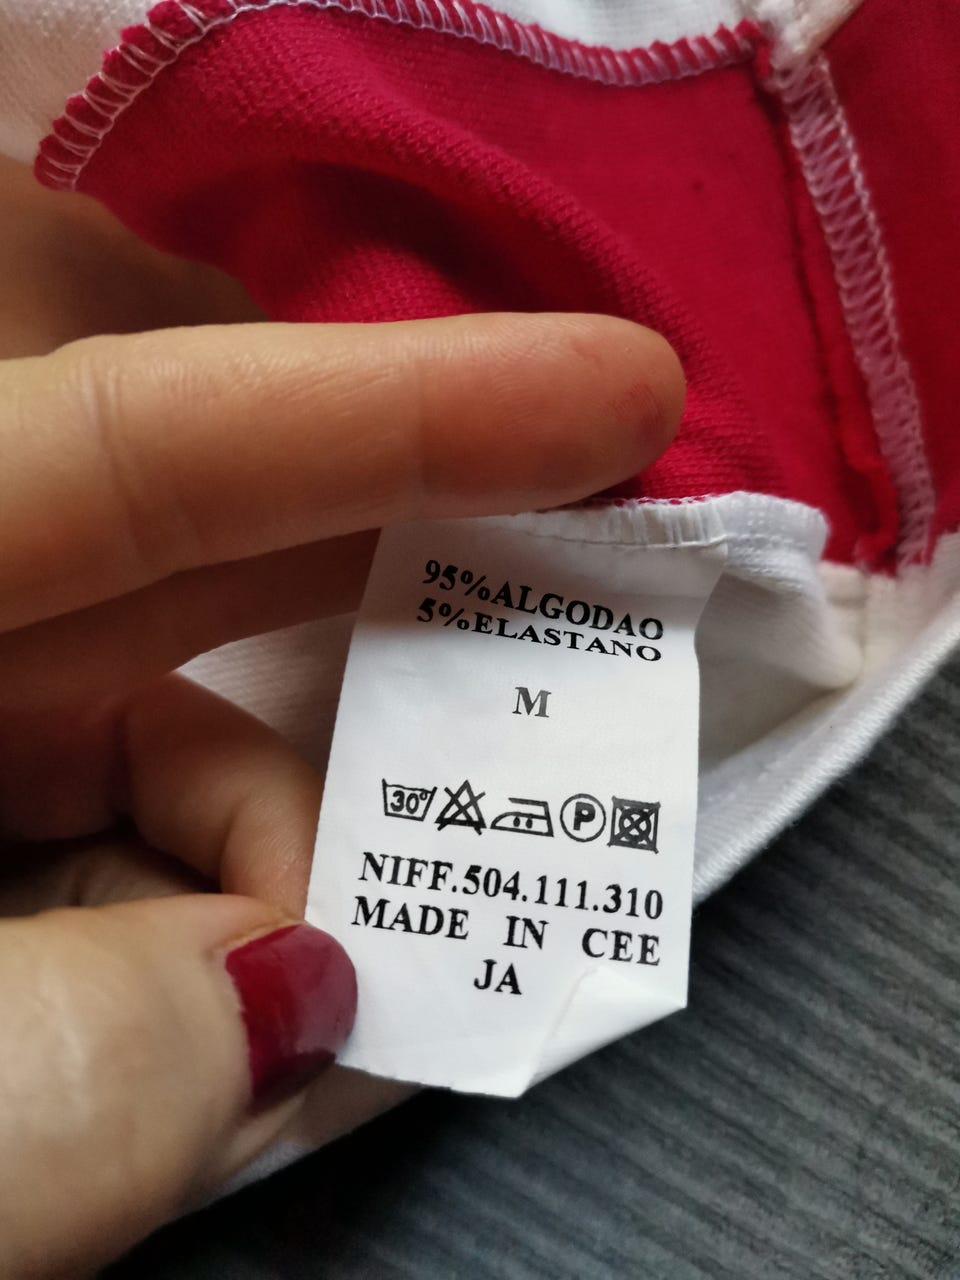 95%ALGODAO
5%ELASTANO
M
30° P
NIFF.504.111.310
MADE IN CEE
JA